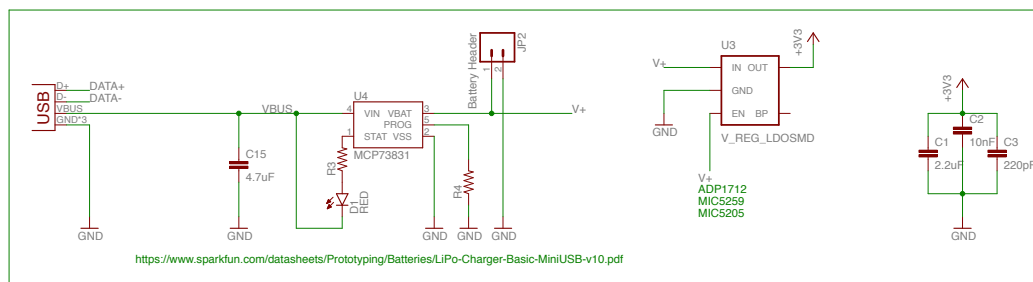 USB
D+ DATA+
D- DATA-
VBUS
GND*3
GND
VBUS
C15
4.7uF
GND
U4
4 VIN VBAT 3
PROG 5
1 STAT VSS 2
MCP73831
R3
D1
RED
GND
R4
GND
Battery Header
1
2
JP2
GND
V+
U3
V+
IN OUT
GND
EN BP
V_REG_LDOSMD
+3V3
GND
V+
ADP1712
MIC5259
MIC5205
+3V3
C1
2.2uF
C2
10nF
C3
220pF
GND
https://www.sparkfun.com/datasheets/Prototyping/Batteries/LiPo-Charger-Basic-MiniUSB-v10.pdf